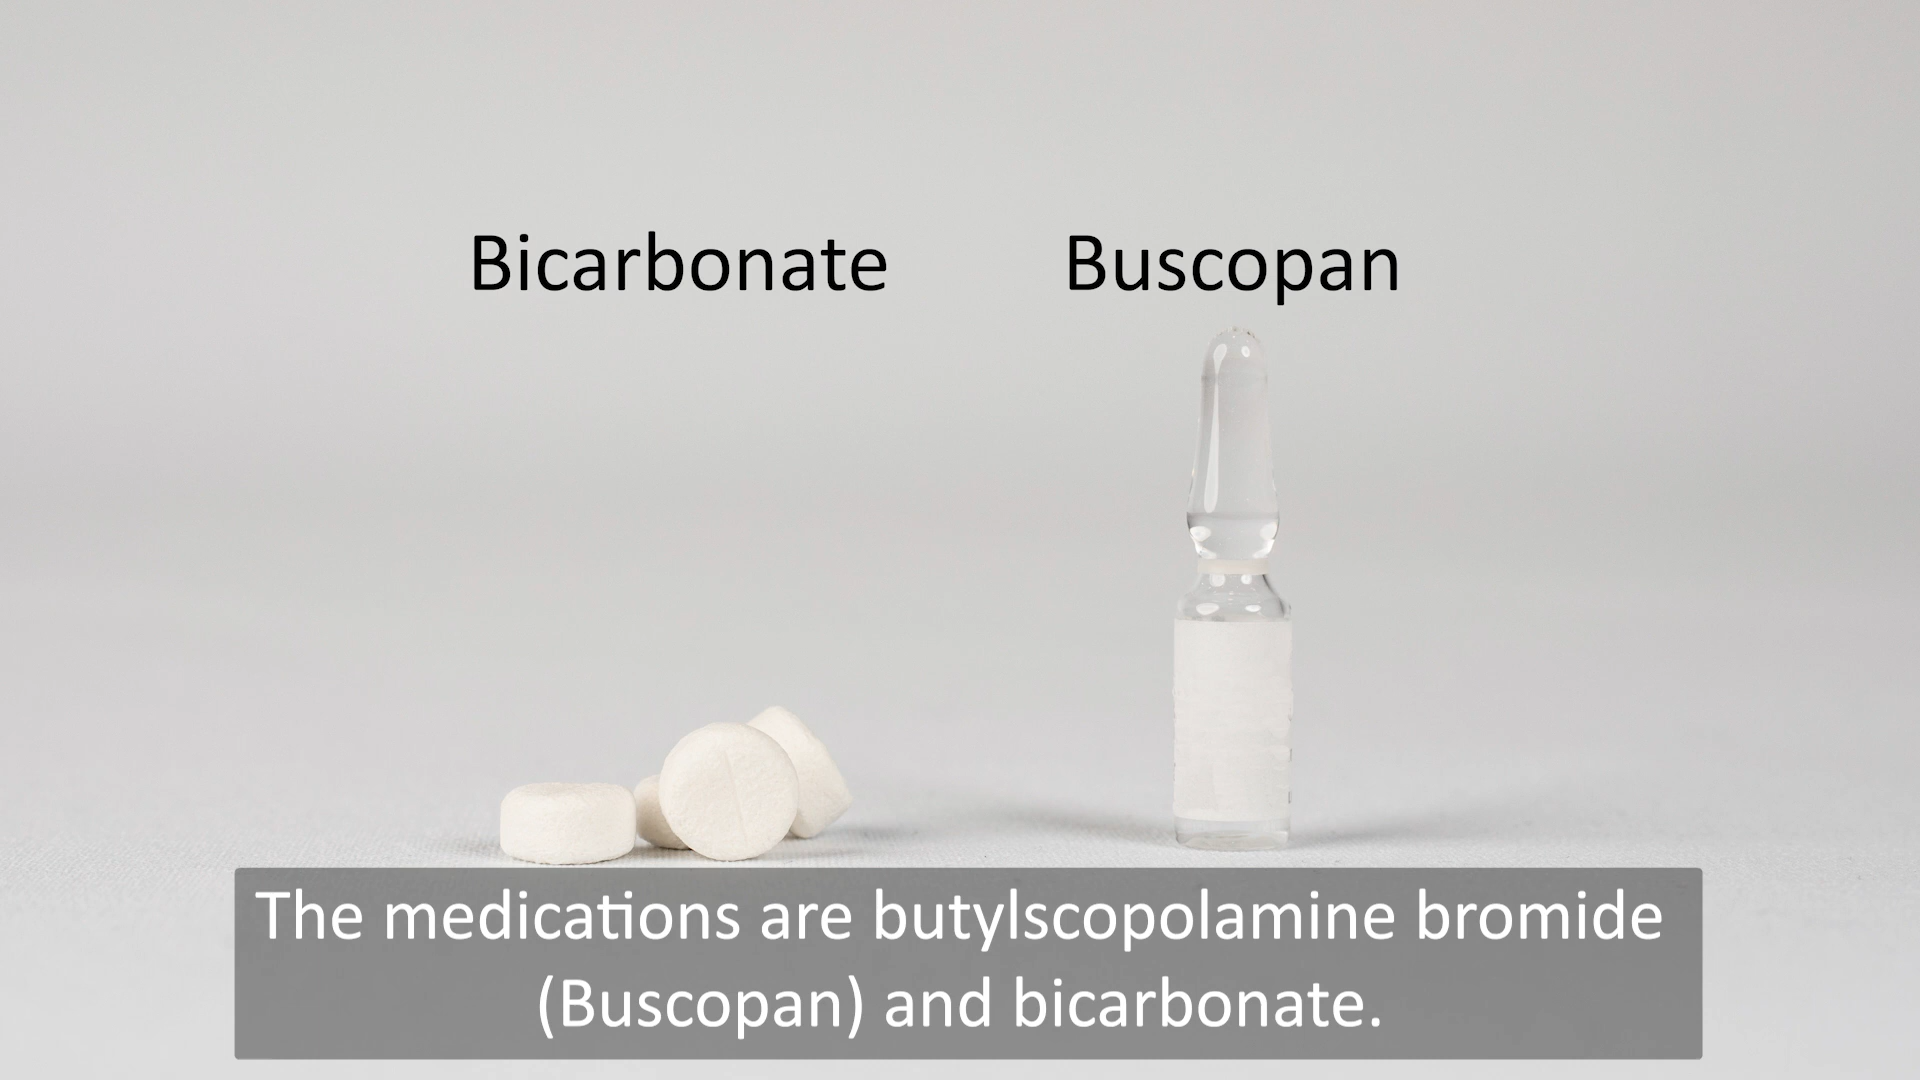 Bicarbonate Buscopan
The medications are butylscopolamine bromide
(Buscopan) and bicarbonate.